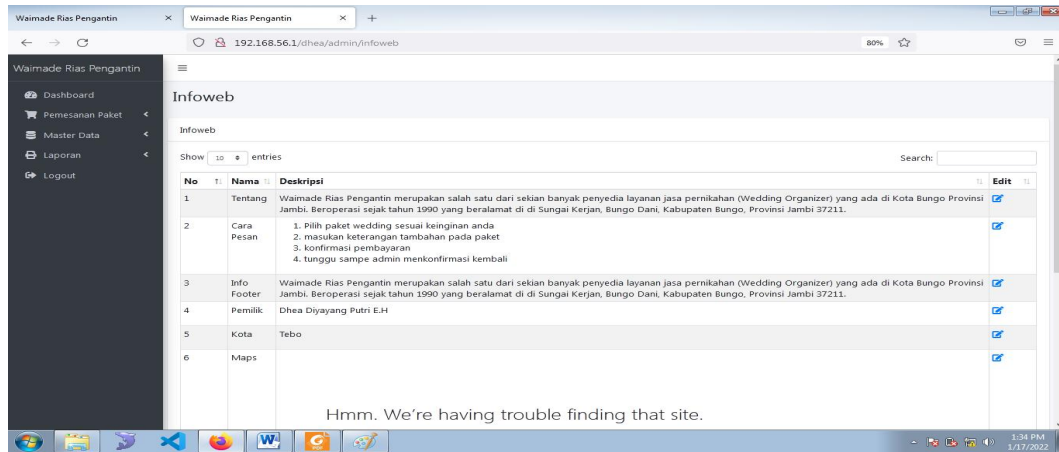 Waimade Rias Pengantin
Waimade Rias Pengantin
192.168.56.1/dhea/admin/infoweb
80%
Waimade Rias Pengantin
Dashboard
Pemesanan Paket
Master Data
Laporan
Logout
Infoweb
Infoweb
Show 10 entries
Search:
No Nama Deskripsi Edit
1 Tentang Waimade Rias Pengantin merupakan salah satu dari sekian banyak penyedia layanan jasa pernikahan (Wedding Organizer) yang ada di Kota Bungo Provinsi
Jambi. Beroperasi sejak tahun 1990 yang beralamat di di Sungai Kerjan, Bungo Dani, Kabupaten Bungo, Provinsi Jambi 37211.
2 Cara Pesan
1. Pilih paket wedding sesuai keinginan anda
2. masukan keterangan tambahan pada paket
3. konfirmasi pembayaran
4. tunggu sampe admin menkonfirmasi kembali
3 Info Footer Waimade Rias Pengantin merupakan salah satu dari sekian banyak penyedia layanan jasa pernikahan (Wedding Organizer) yang ada di Kota Bungo Provinsi
Jambi. Beroperasi sejak tahun 1990 yang beralamat di di Sungai Kerjan, Bungo Dani, Kabupaten Bungo, Provinsi Jambi 37211.
4 Pemilik Dhea Diyayang Putri E.H
5 Kota Tebo
6 Maps
Hmm. We're having trouble finding that site.
1:34 PM
1/17/2022